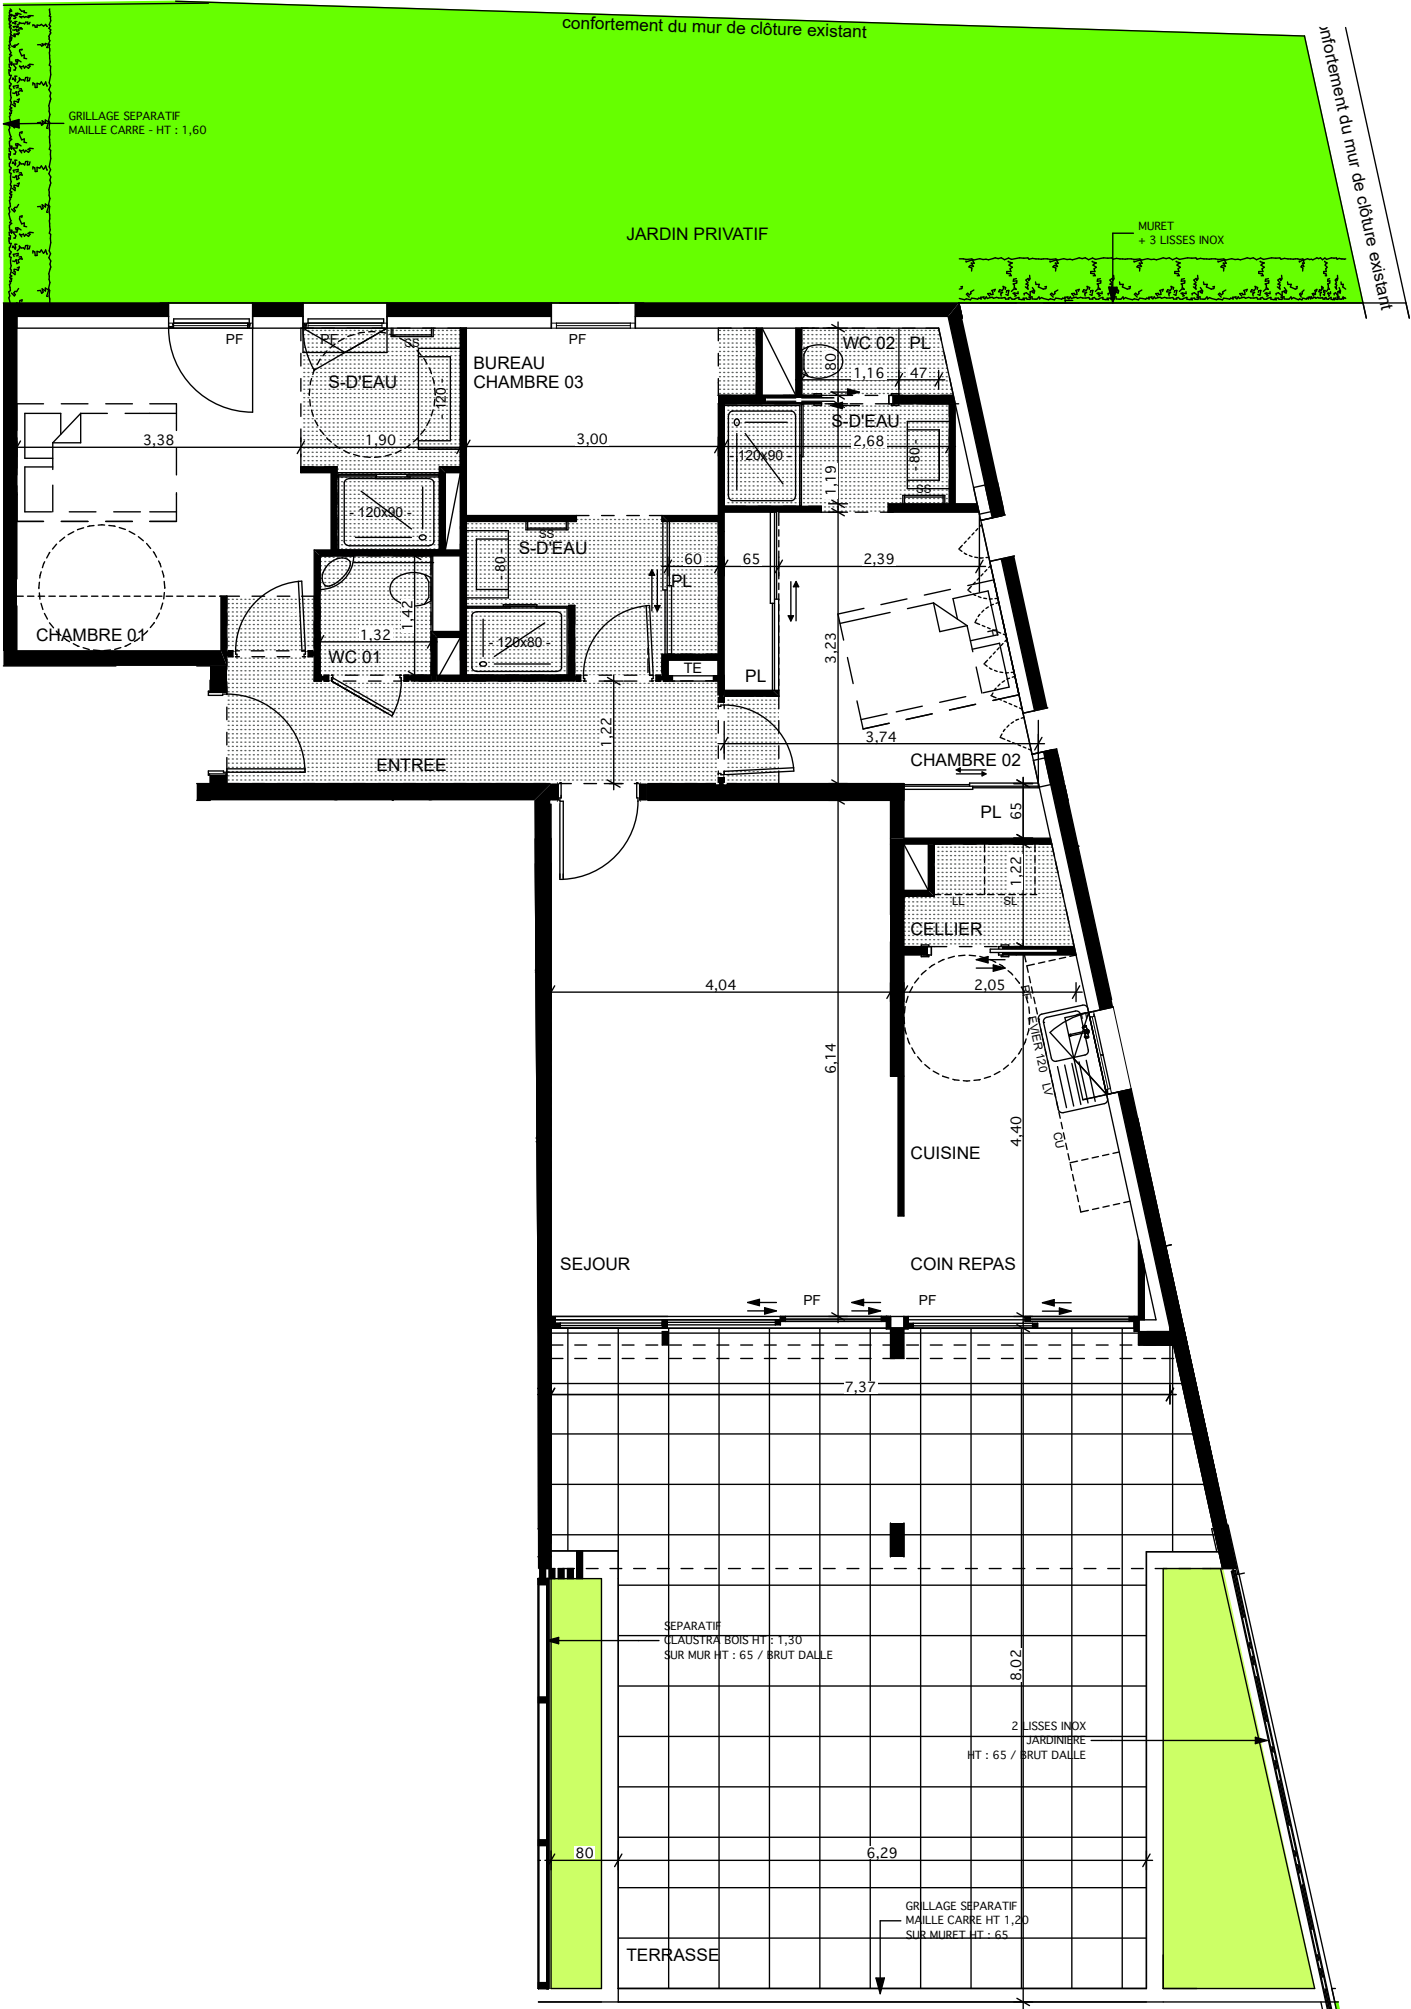 confortement du mur de clôture existant
nfortement du mur de clôture existant
GRILLAGE SEPARATIF
MAILLE CARRE - HT : 1,60
JARDIN PRIVATIF
MURET
+ 3 LISSES INOX
PF
PF
SS
PF
S-D'EAU
- 120 -
BUREAU
CHAMBRE 03
WC 02
PL
80
1,16
47
3,38
1,90
3,00
S-D'EAU
2,68
- 120x90 -
- 80 -
1,19
SS
- 120x90 -
SS
S-D'EAU
- 80 -
60
PL
65
2,39
CHAMBRE 01
1,42
1,32
WC 01
- 120x80 -
TE
PL
3,23
1,22
ENTREE
3,74
CHAMBRE 02
PL
65
1,22
LL
SL
CELLIER
4,04
2,05
RF
EVIER 120
LV
CU
6,14
4,40
CUISINE
SEJOUR
COIN REPAS
PF
PF
7,37
SEPARATIF
CLAUSTRA BOIS HT : 1,30
SUR MUR HT : 65 / BRUT DALLE
8,02
2 LISSES INOX
JARDINIERE
HT : 65 / BRUT DALLE
80
6,29
GRILLAGE SEPARATIF
MAILLE CARRE HT 1,20
SUR MURET HT : 65
TERRASSE